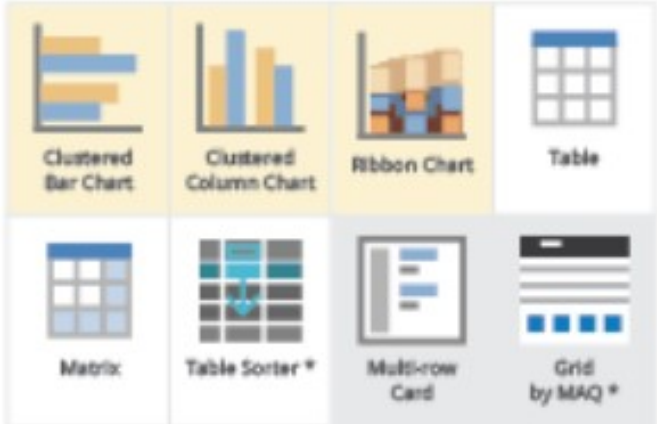 Clustered
Bar Chart
Clustered
Column Chart
Ribbon Chart
Table
Matrix
Table Sorter *
Multi-row
Card
Grid
by MAQ *